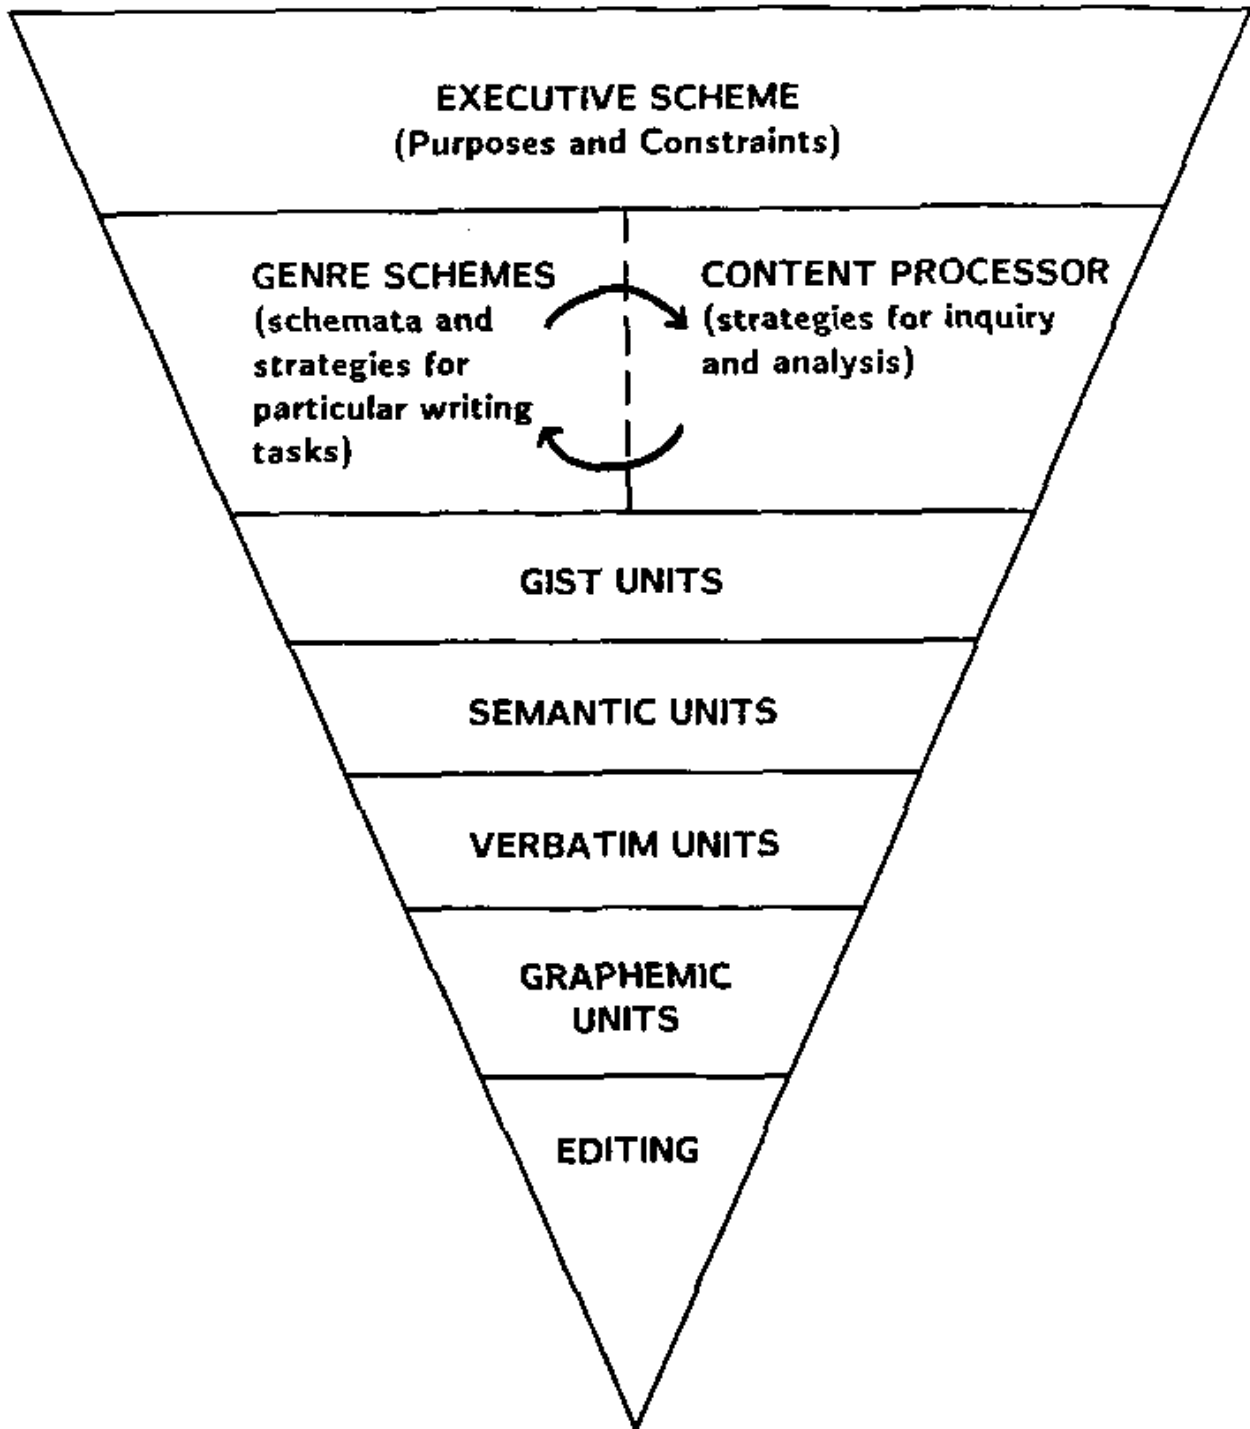 EXECUTIVE SCHEME
(Purposes and Constraints)
GENRE SCHEMES
(schemata and
strategies for
particular writing
tasks)
CONTENT PROCESSOR
(strategies for inquiry
and analysis)
GIST UNITS
SEMANTIC UNITS
VERBATIM UNITS
GRAPHEMIC
UNITS
EDITING